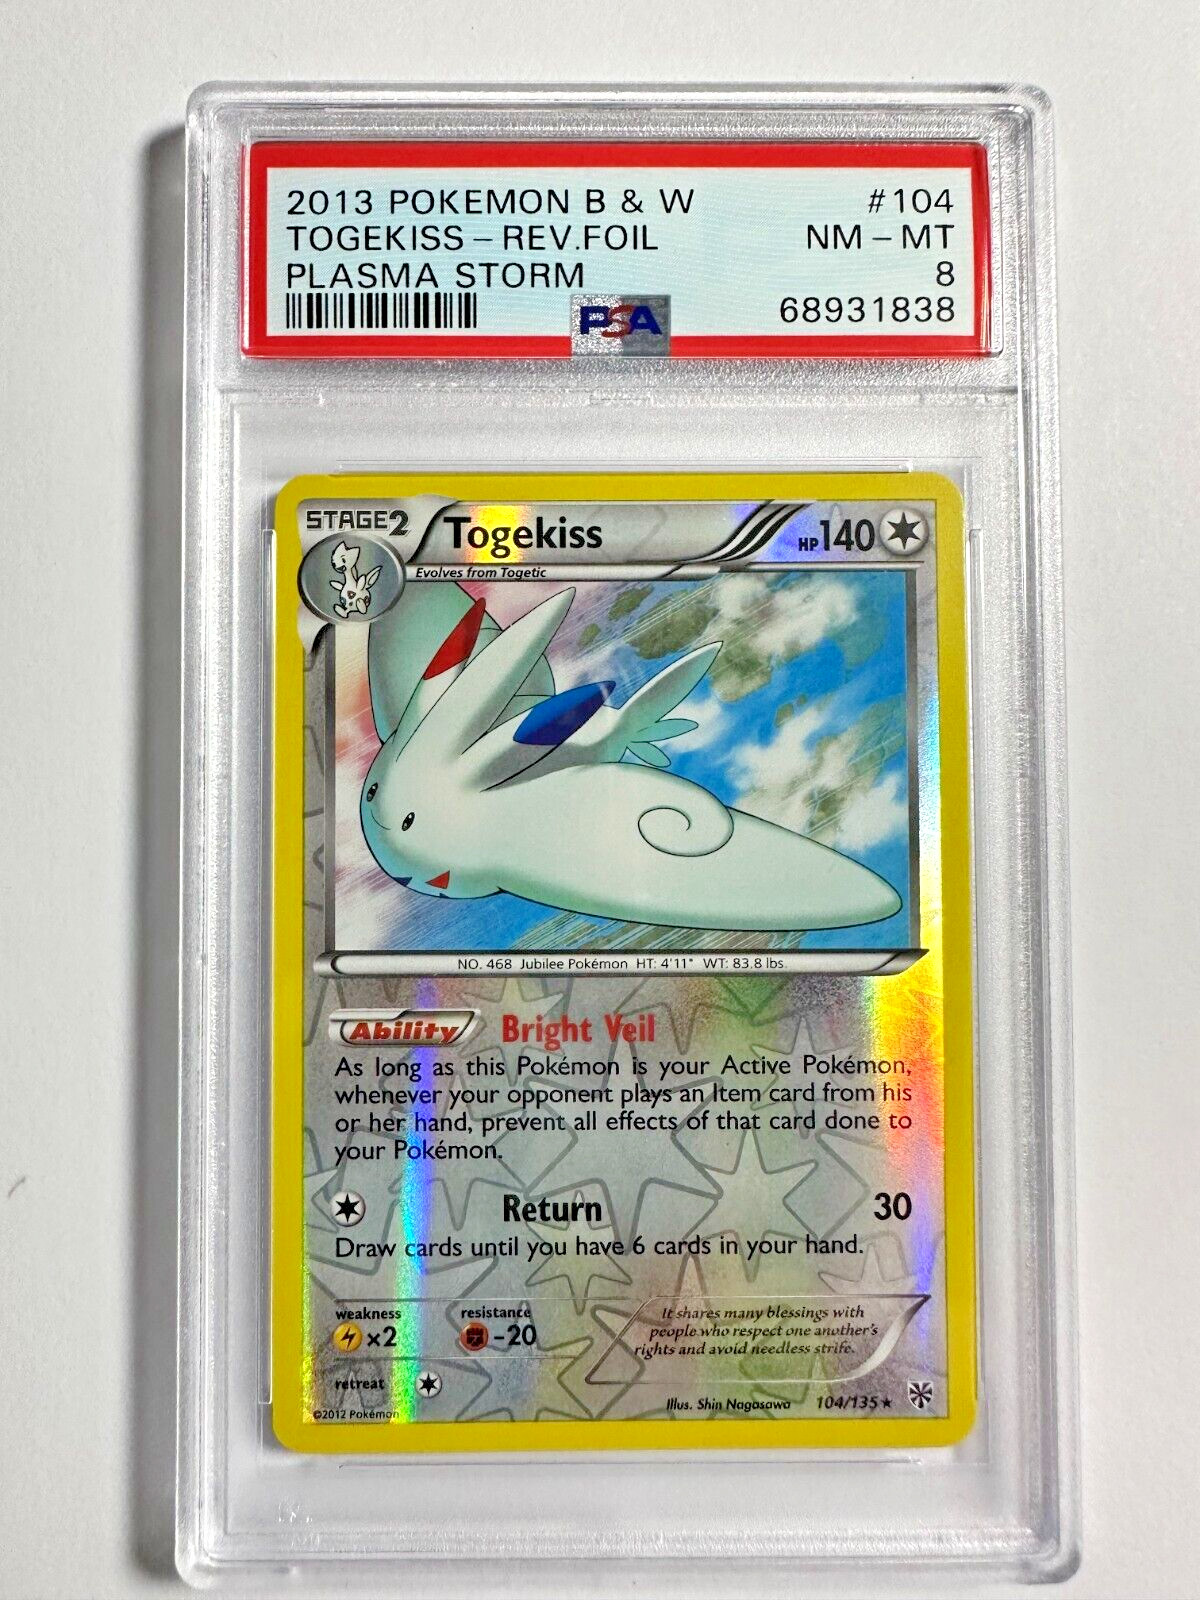 2013 POKEMON B & W #104
TOGEKISS - REV.FOIL NM - MT
PLASMA STORM 8
PSA 68931838
STAGE2 Togekiss HP 140
Evolves from Togetic
NO. 468 Jubilee Pokémon HT: 4'11" WT: 83.8 lbs.
Ability Bright Veil
As long as this Pokémon is your Active Pokémon,
whenever your opponent plays an Item card from his
or her hand, prevent all effects of that card done to
your Pokémon.
Return 30
Draw cards until you have 6 cards in your hand.
weakness resistance
×2 -20
It shares many blessings with
people who respect one another's
rights and avoid needless strife.
retreat
Illus. Shin Nagasawa 104/135★
©2012 Pokémon